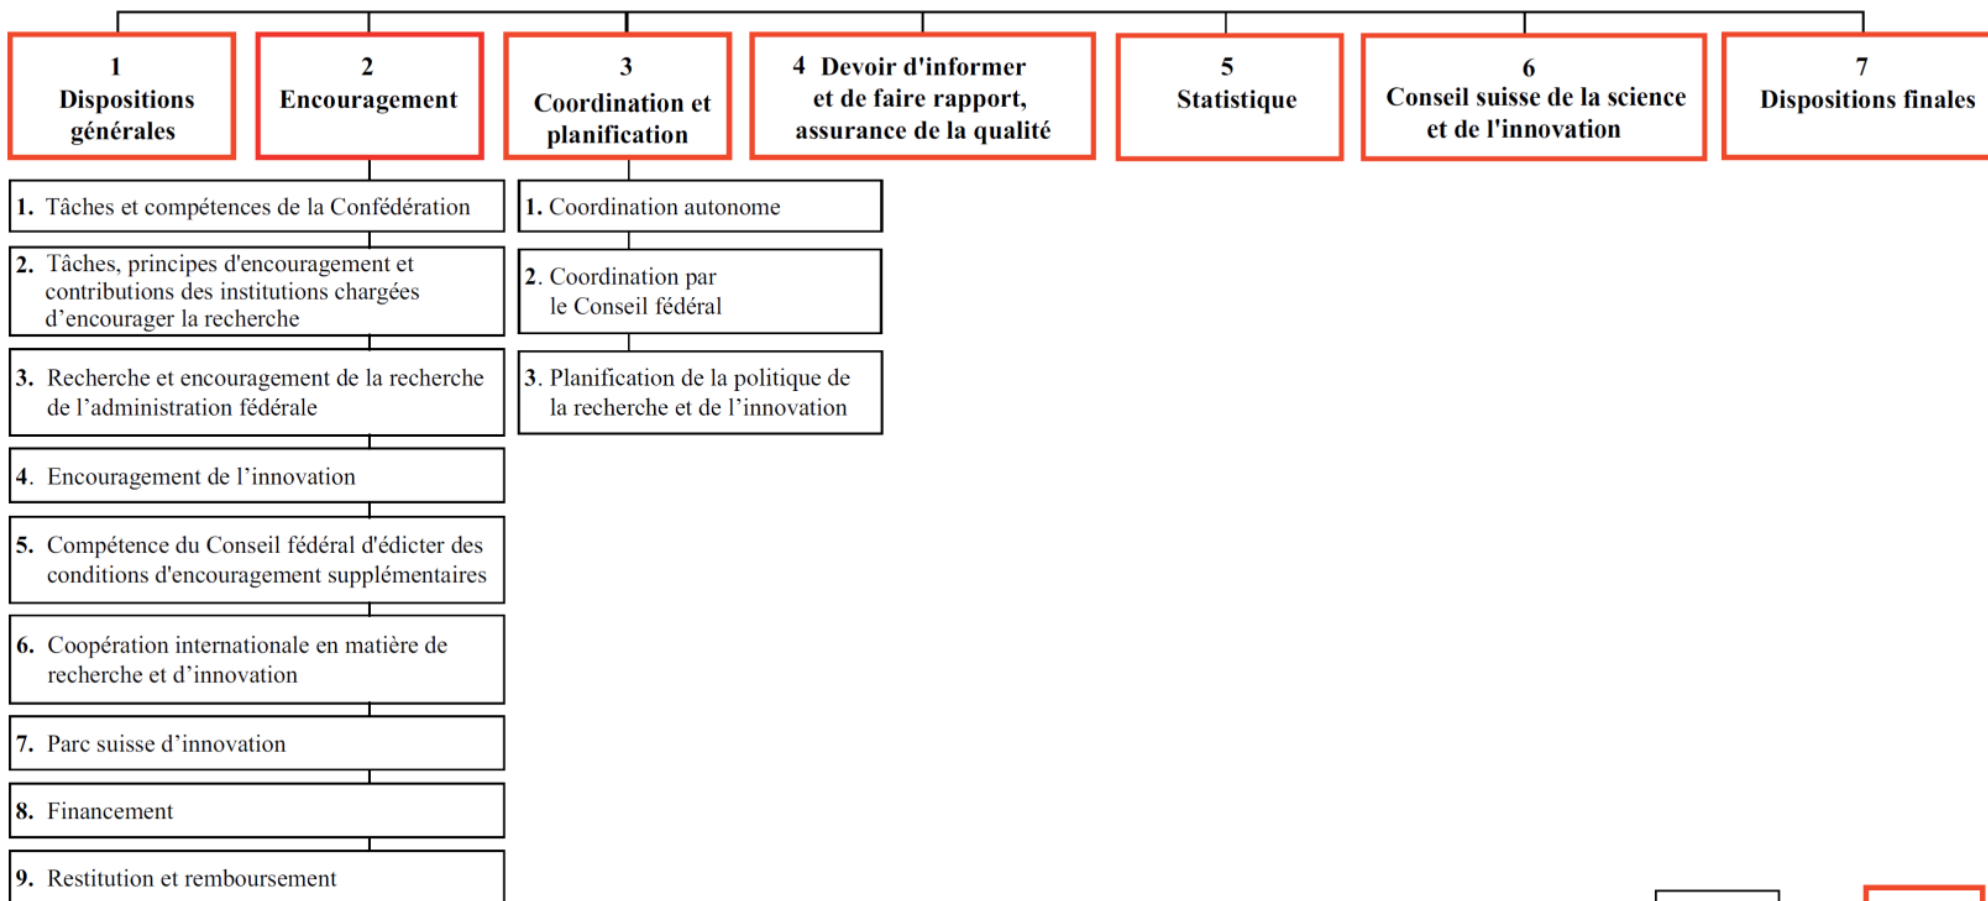 1
Dispositions
générales
2
Encouragement
3
Coordination et
planification
4 Devoir d'informer
et de faire rapport,
assurance de la qualité
5
Statistique
6
Conseil suisse de la science
et de l'innovation
7
Dispositions finales
1. Tâches et compétences de la Confédération
2. Tâches, principes d'encouragement et
contributions des institutions chargées
d’encourager la recherche
3. Recherche et encouragement de la recherche
de l’administration fédérale
4. Encouragement de l’innovation
5. Compétence du Conseil fédéral d'édicter des
conditions d'encouragement supplémentaires
6. Coopération internationale en matière de
recherche et d’innovation
7. Parc suisse d’innovation
8. Financement
9. Restitution et remboursement
1. Coordination autonome
2. Coordination par
le Conseil fédéral
3. Planification de la politique de
la recherche et de l’innovation